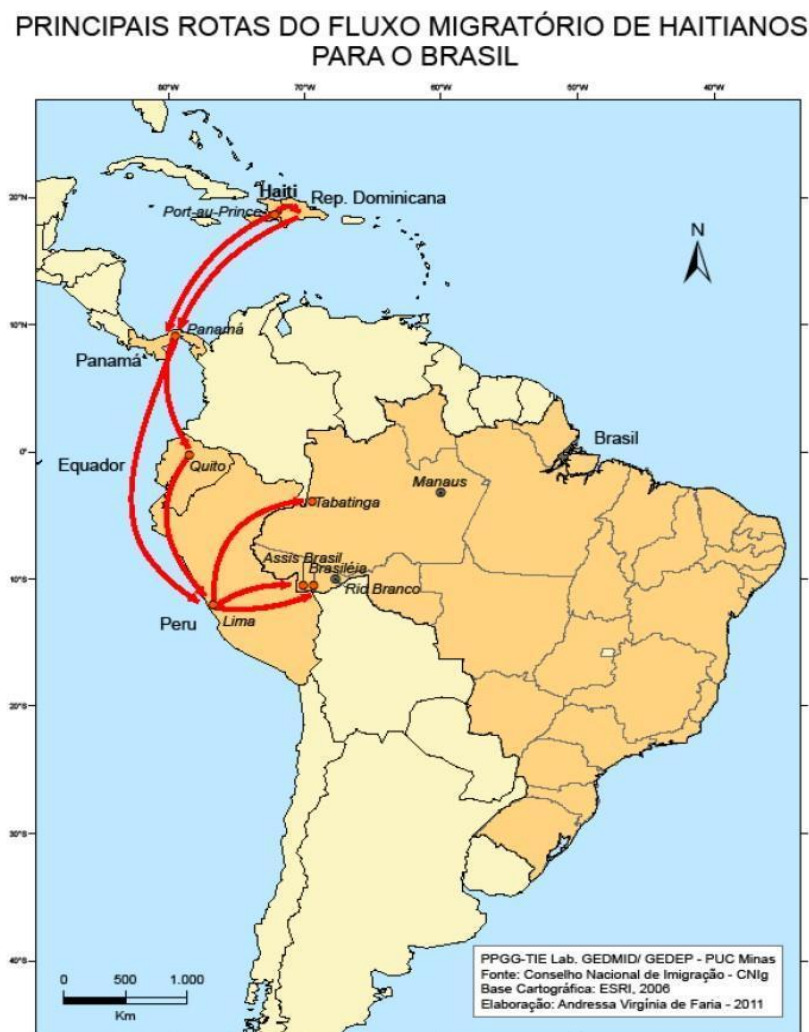 PRINCIPAIS ROTAS DO FLUXO MIGRATÓRIO DE HAITIANOS
PARA O BRASIL
80°W 70°W 60°W 50°W 40°W
20°N
Haiti
Rep. Dominicana
Port-au-Prince
N
10°N
Panamá
Panamá
0°
Brasil
Equador
Quito
Manaus
Tabatinga
Assis Brasil
Brasiléia
10°S
Rio Branco
Peru
Lima
20°S
30°S
40°S
0 500 1.000
Km
PPGG-TIE Lab. GEDMID/ GEDEP - PUC Minas
Fonte: Conselho Nacional de Imigração - CNIg
Base Cartográfica: ESRI, 2006
Elaboração: Andressa Virgínia de Faria - 2011